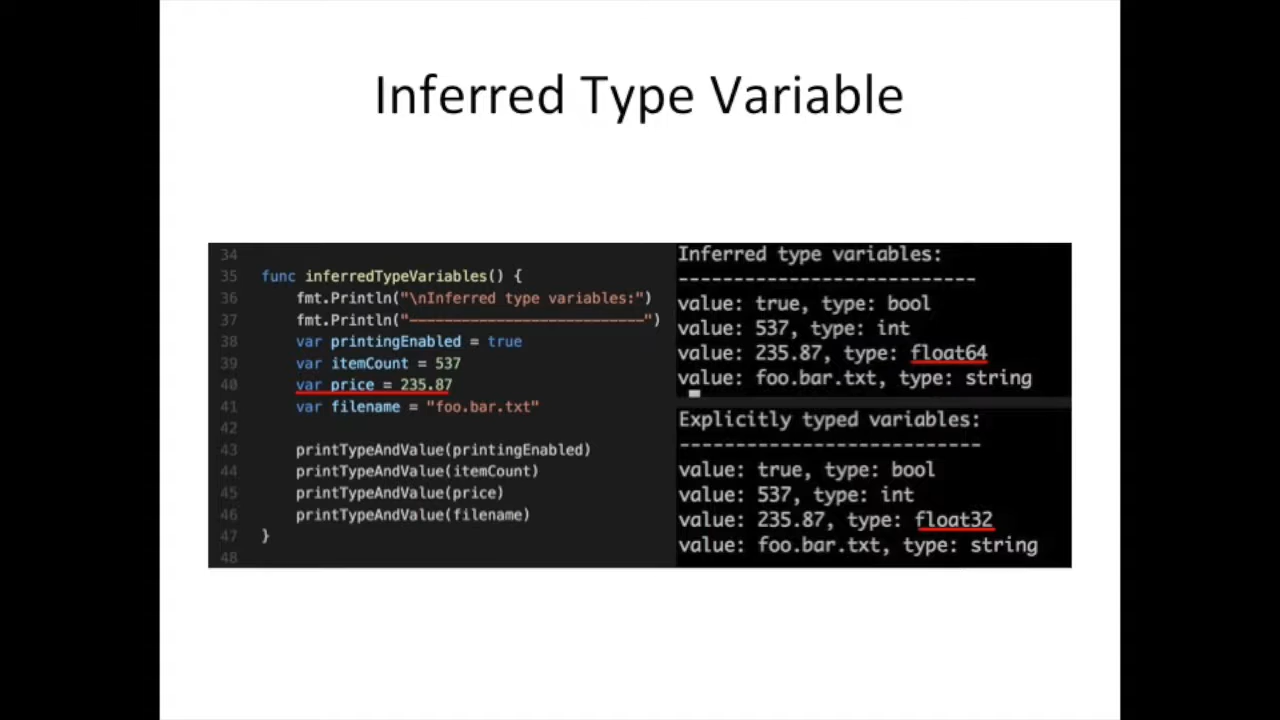 Inferred Type Variable
34
35 func inferredTypeVariables() {
36 fmt.Println("\nInferred type variables:")
37 fmt.Println("---------------------------")
38 var printingEnabled = true
39 var itemCount = 537
40 var price = 235.87
41 var filename = "foo.bar.txt"
42
43 printTypeAndValue(printingEnabled)
44 printTypeAndValue(itemCount)
45 printTypeAndValue(price)
46 printTypeAndValue(filename)
47 }
48
Inferred type variables:
---------------------------
value: true, type: bool
value: 537, type: int
value: 235.87, type: float64
value: foo.bar.txt, type: string
Explicitly typed variables:
---------------------------
value: true, type: bool
value: 537, type: int
value: 235.87, type: float32
value: foo.bar.txt, type: string